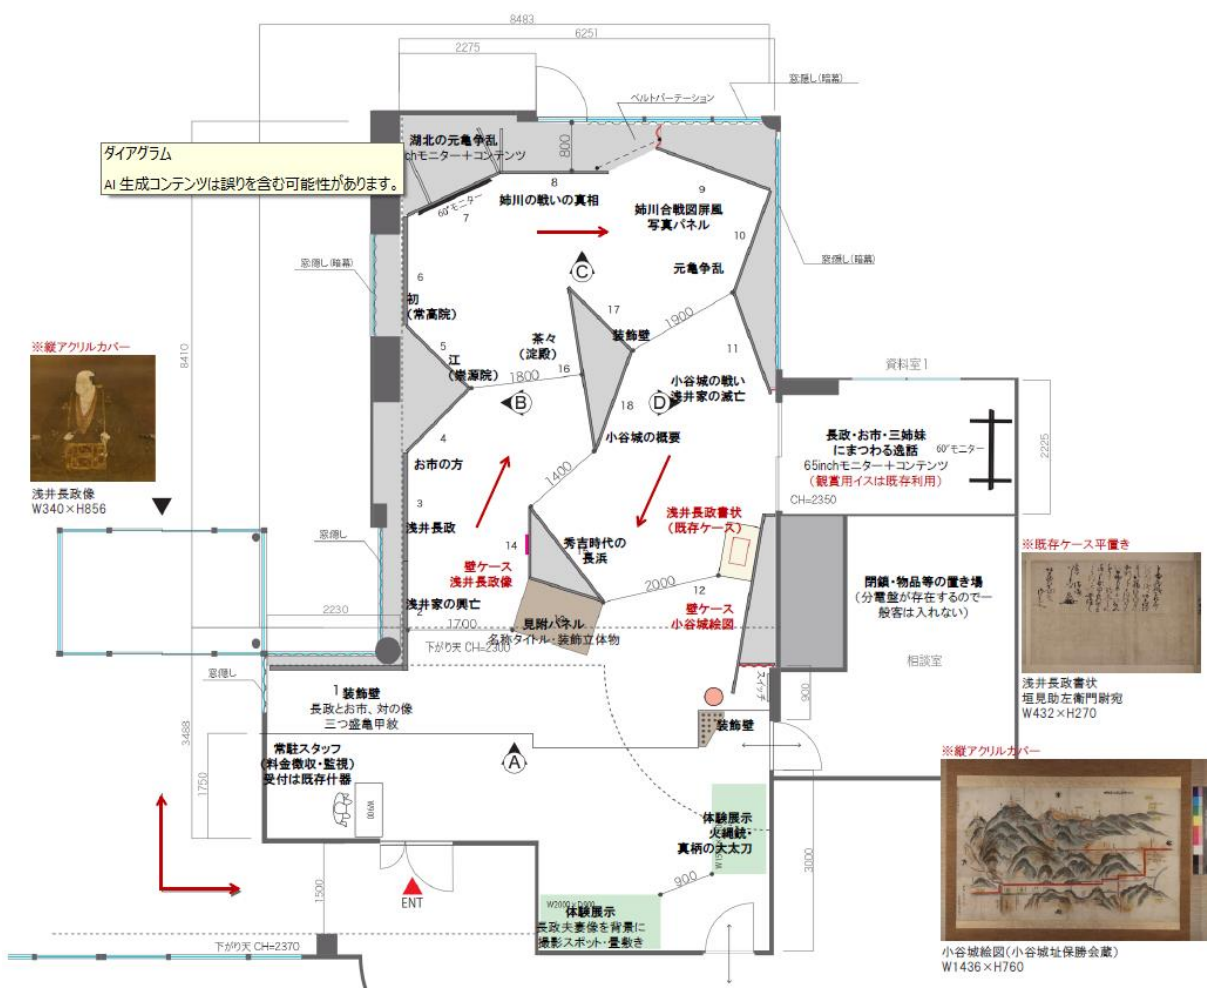 8483
6251
2275
窓隠し(暗幕)
ベルトパーテーション
湖北の元亀争乱
chモニター+コンテンツ
800
ダイアグラム
AI 生成コンテンツは誤りを含む可能性があります。
60"モニター
7
8
姉川の戦いの真相
9
姉川合戦図屏風
写真パネル
10
元亀争乱
窓隠し(暗幕)
窓隠し(暗幕)
6
初
(常高院)
C
17
装飾壁
1900
11
8410
※縦アクリルカバー
浅井長政像
W340×H856
5
江
(崇源院)
茶々
(淀殿)
16
1800
B
18
D
小谷城の戦い
浅井家の滅亡
小谷城の概要
資料室1
長政・お市・三姉妹
にまつわる逸話
65inchモニター+コンテンツ
(観賞用イスは既存利用)
60"モニター
CH=2350
2225
4
お市の方
1400
3
浅井長政
窓隠し
14
壁ケース
浅井長政像
秀吉時代の
長浜
浅井長政書状
(既存ケース)
2000
12
壁ケース
小谷城絵図
閉鎖・物品等の置き場
(分電盤が存在するので一
般客は入れない)
相談室
※既存ケース平置き
浅井長政書状
垣見助左衛門尉宛
W432×H270
2230
浅井家の興亡
2
1700
見附パネル
名称タイトル・装飾立体物
下がり天 CH=2300
窓隠し
1 装飾壁
長政とお市、対の像
三つ盛亀甲紋
スイッチ
900
装飾壁
3488
1750
常駐スタッフ
(料金徴収・監視)
受付は既存什器
W900
A
体験展示
火縄銃・
真柄の大太刀
3000
900
1500
ENT
W2000×D900
体験展示
長政夫妻像を背景に
撮影スポット・畳敷き
下がり天 CH=2370
※縦アクリルカバー
小谷城絵図(小谷城址保勝会蔵)
W1436×H760